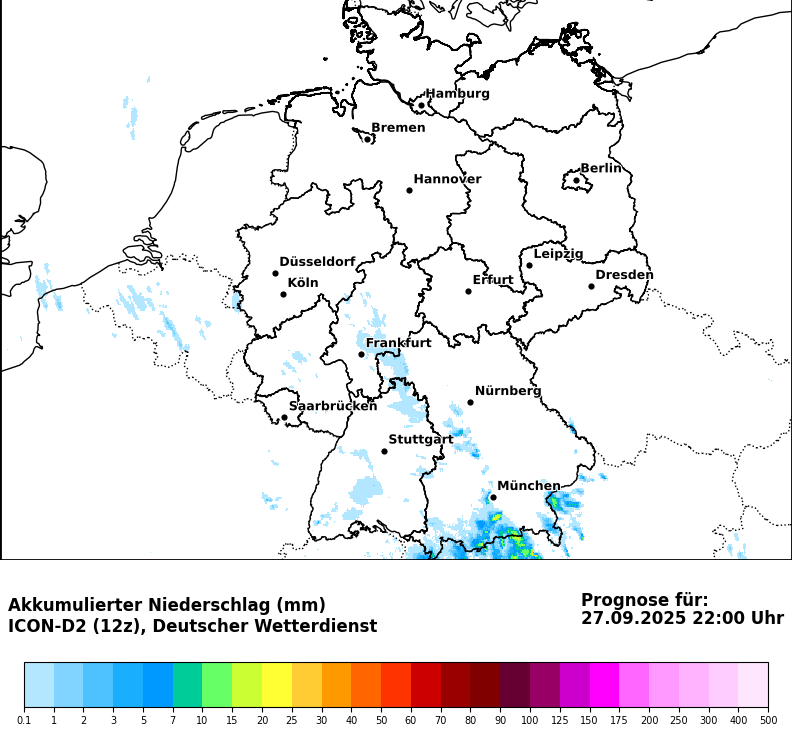 Hamburg
Bremen
Berlin
Hannover
Leipzig
Düsseldorf
Dresden
Köln
Erfurt
Frankfurt
Nürnberg
Saarbrücken
Stuttgart
München
Akkumulierter Niederschlag (mm)
ICON-D2 (12z), Deutscher Wetterdienst
Prognose für:
27.09.2025 22:00 Uhr
0.1 1 2 3 5 7 10 15 20 25 30 40 50 60 70 80 90 100 125 150 175 200 250 300 400 500